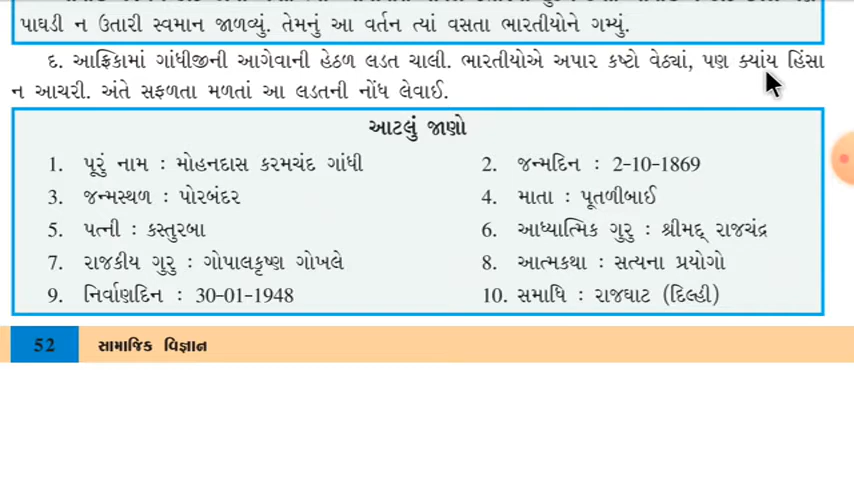 પાઘડી ન ઉતારી સ્વમાન જાળવ્યું. તેમનું આ વર્તન ત્યાં વસતા ભારતીયોને ગમ્યું.
દ. આફ્રિકામાં ગાંધીજીની આગેવાની હેઠળ લડત ચાલી. ભારતીયોએ અપાર કષ્ટો વેઠ્યાં, પણ ક્યાંય હિંસા
ન આચરી. અંતે સફળતા મળતાં આ લડતની નોંધ લેવાઈ.
આટલું જાણો
1. પૂરું નામ : મોહનદાસ કરમચંદ ગાંધી 2. જન્મદિન : 2-10-1869
3. જન્મસ્થળ : પોરબંદર 4. માતા : પૂતળીબાઈ
5. પત્ની : કસ્તુરબા 6. આધ્યાત્મિક ગુરુ : શ્રીમદ્ રાજચંદ્ર
7. રાજકીય ગુરુ : ગોપાલકૃષ્ણ ગોખલે 8. આત્મકથા : સત્યના પ્રયોગો
9. નિર્વાણદિન : 30-01-1948 10. સમાધિ : રાજઘાટ (દિલ્હી)
52 સામાજિક વિજ્ઞાન